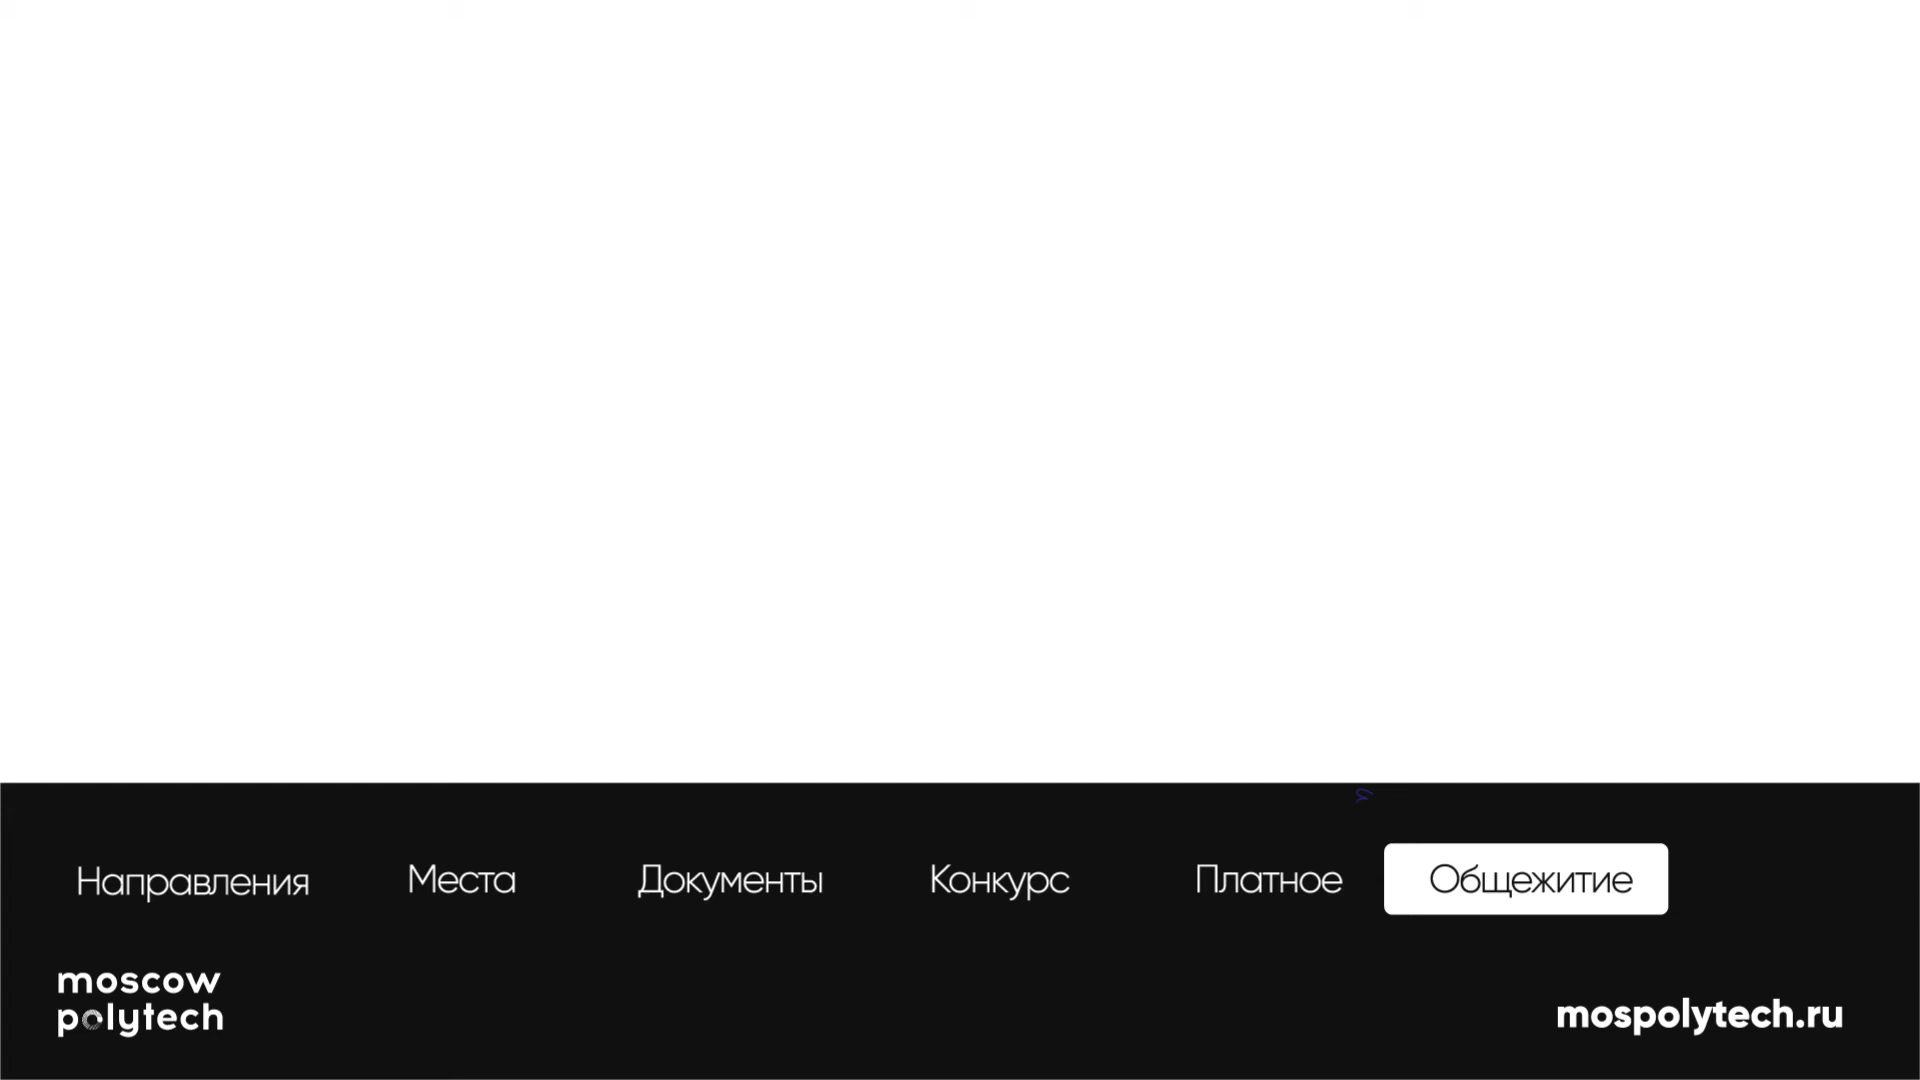 Направления Места Документы Конкурс Платное Общежитие
moscow
polytech
mospolytech.ru